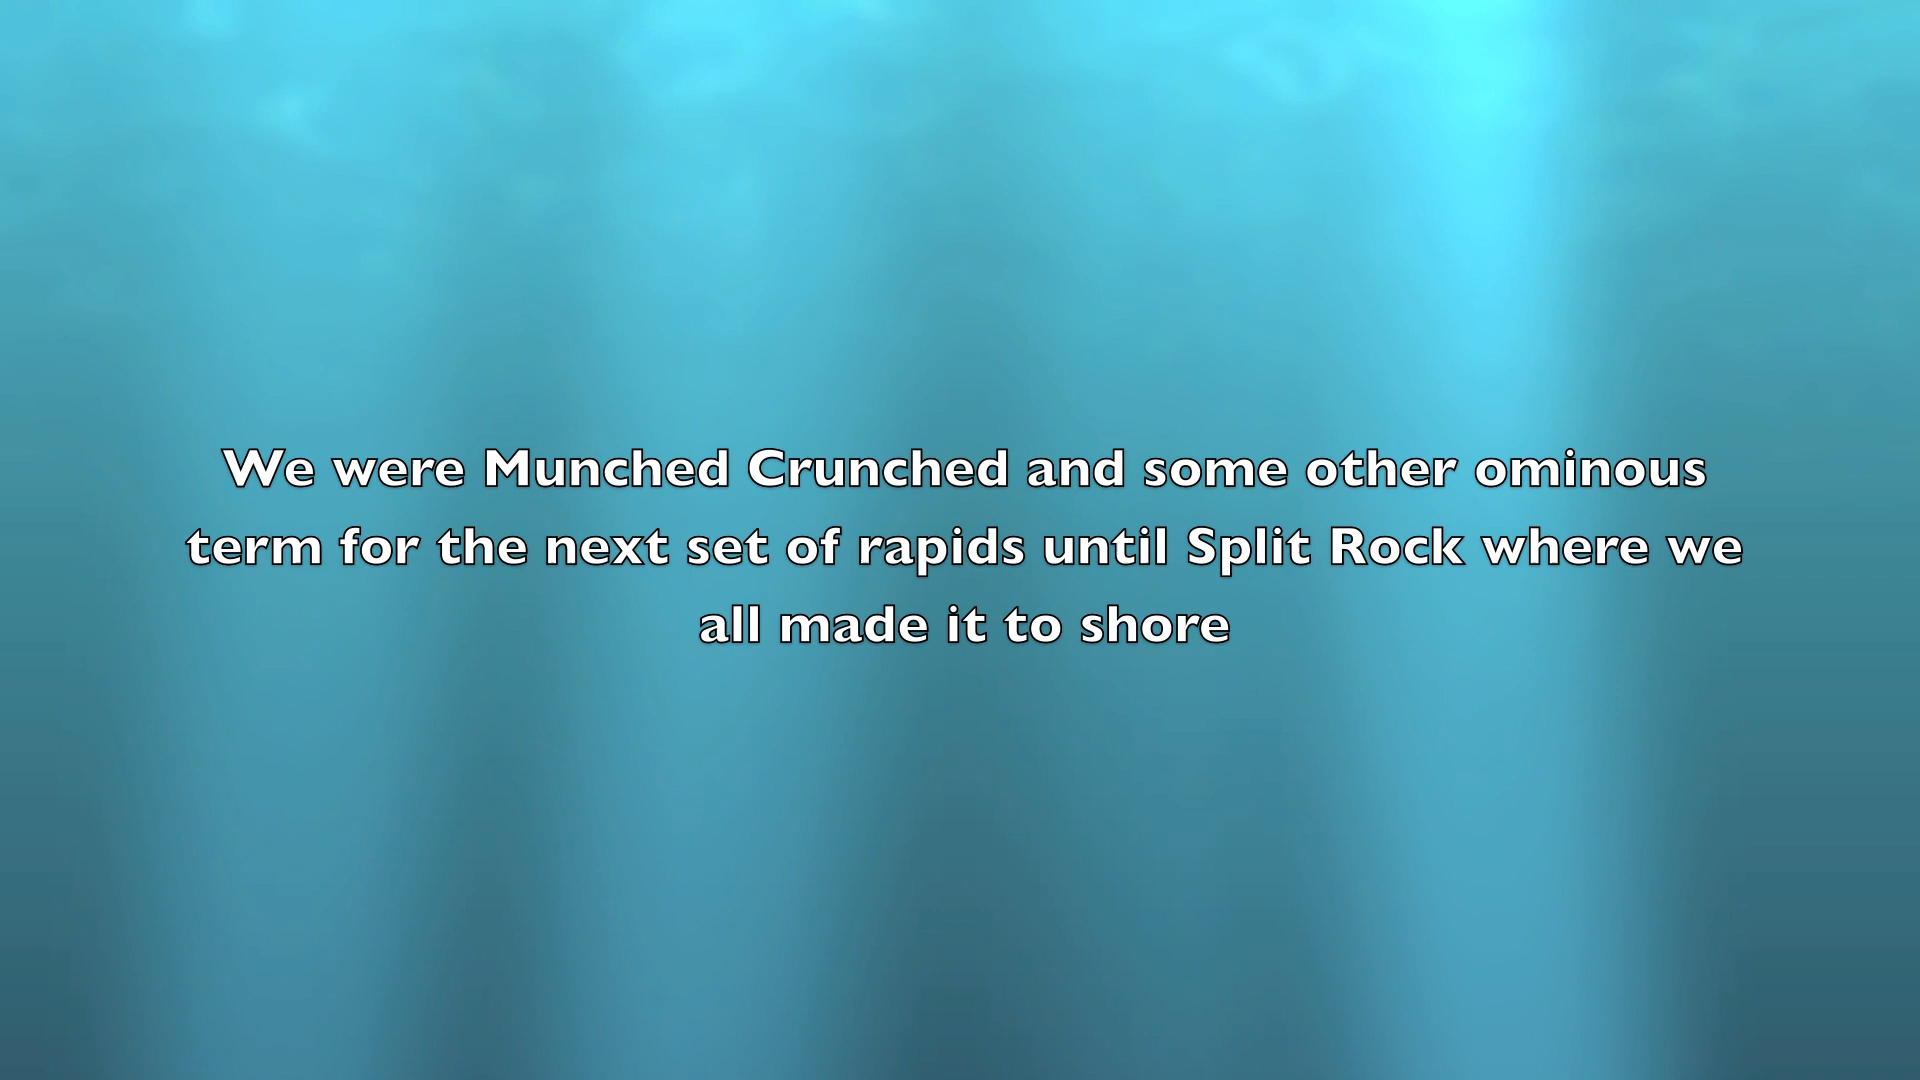 We were Munched Crunched and some other ominous
term for the next set of rapids until Split Rock where we
all made it to shore